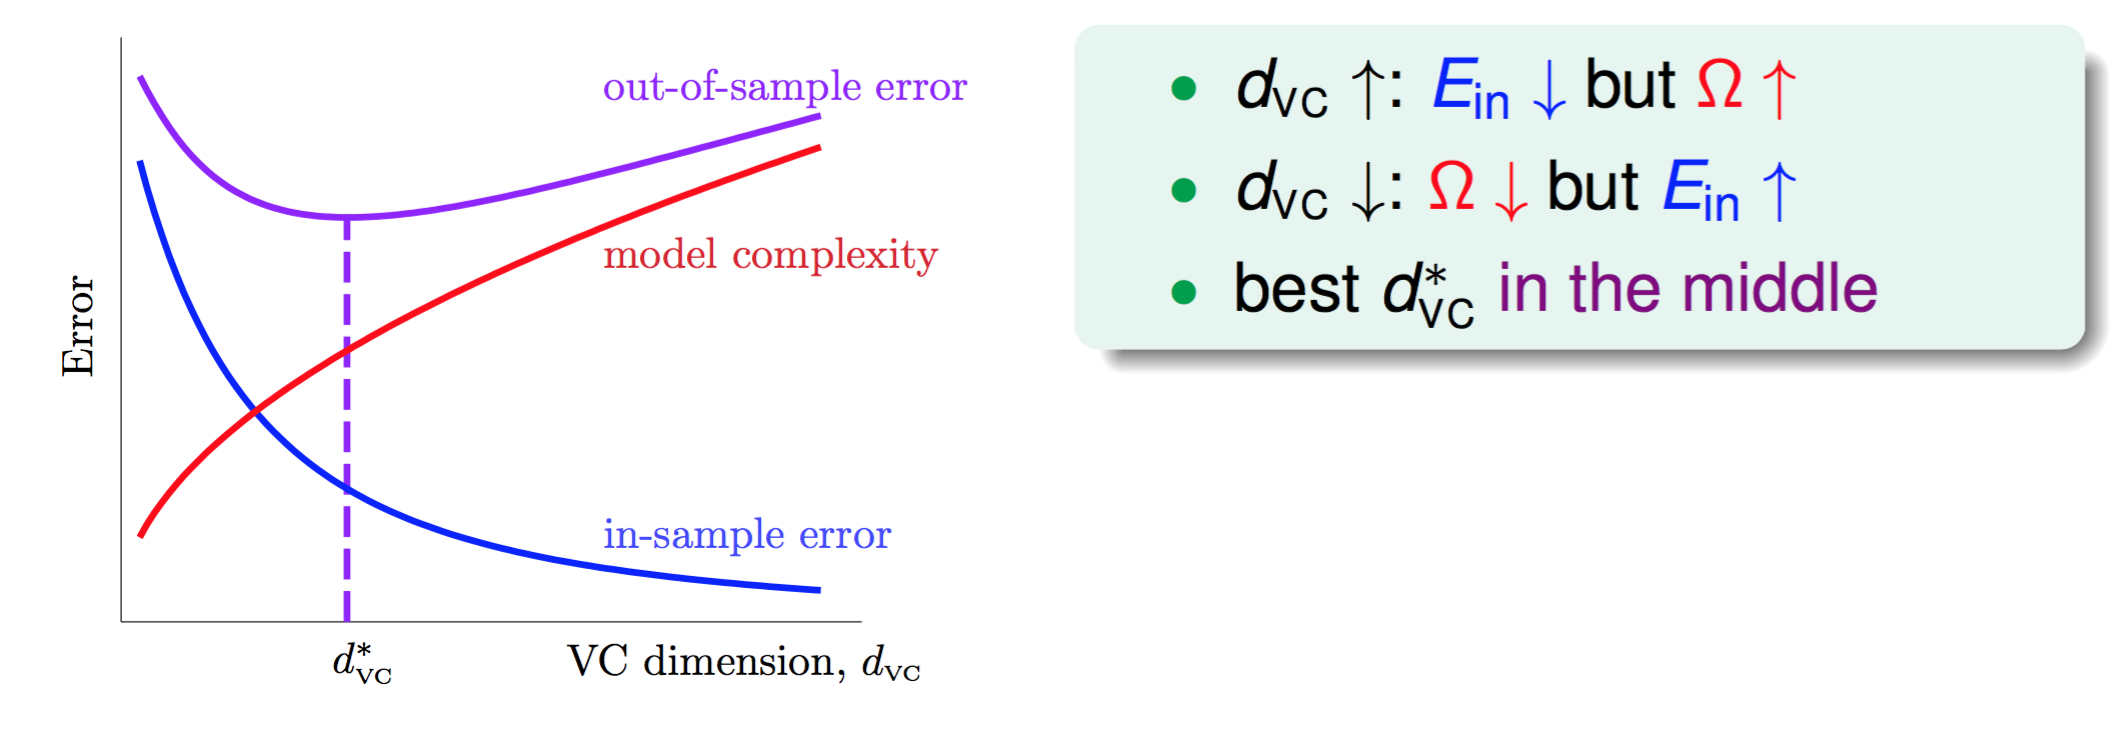 out-of-sample error
model complexity
in-sample error
Error
d*VC
VC dimension, dVC
• dVC ↑: Ein ↓ but Ω ↑
• dVC ↓: Ω ↓ but Ein ↑
• best d*VC in the middle